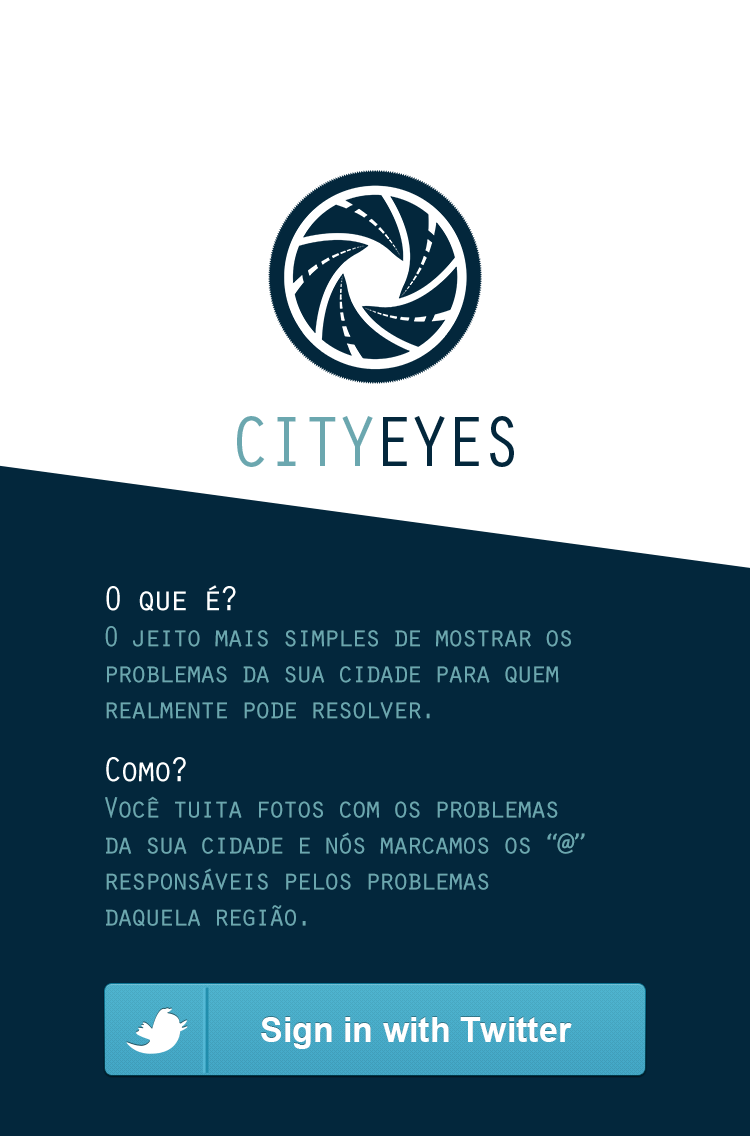 CITYEYES
O que é?
O jeito mais simples de mostrar os
problemas da sua cidade para quem
realmente pode resolver.
Como?
Você tuita fotos com os problemas
da sua cidade e nós marcamos os “@”
responsáveis pelos problemas
daquela região.
Sign in with Twitter